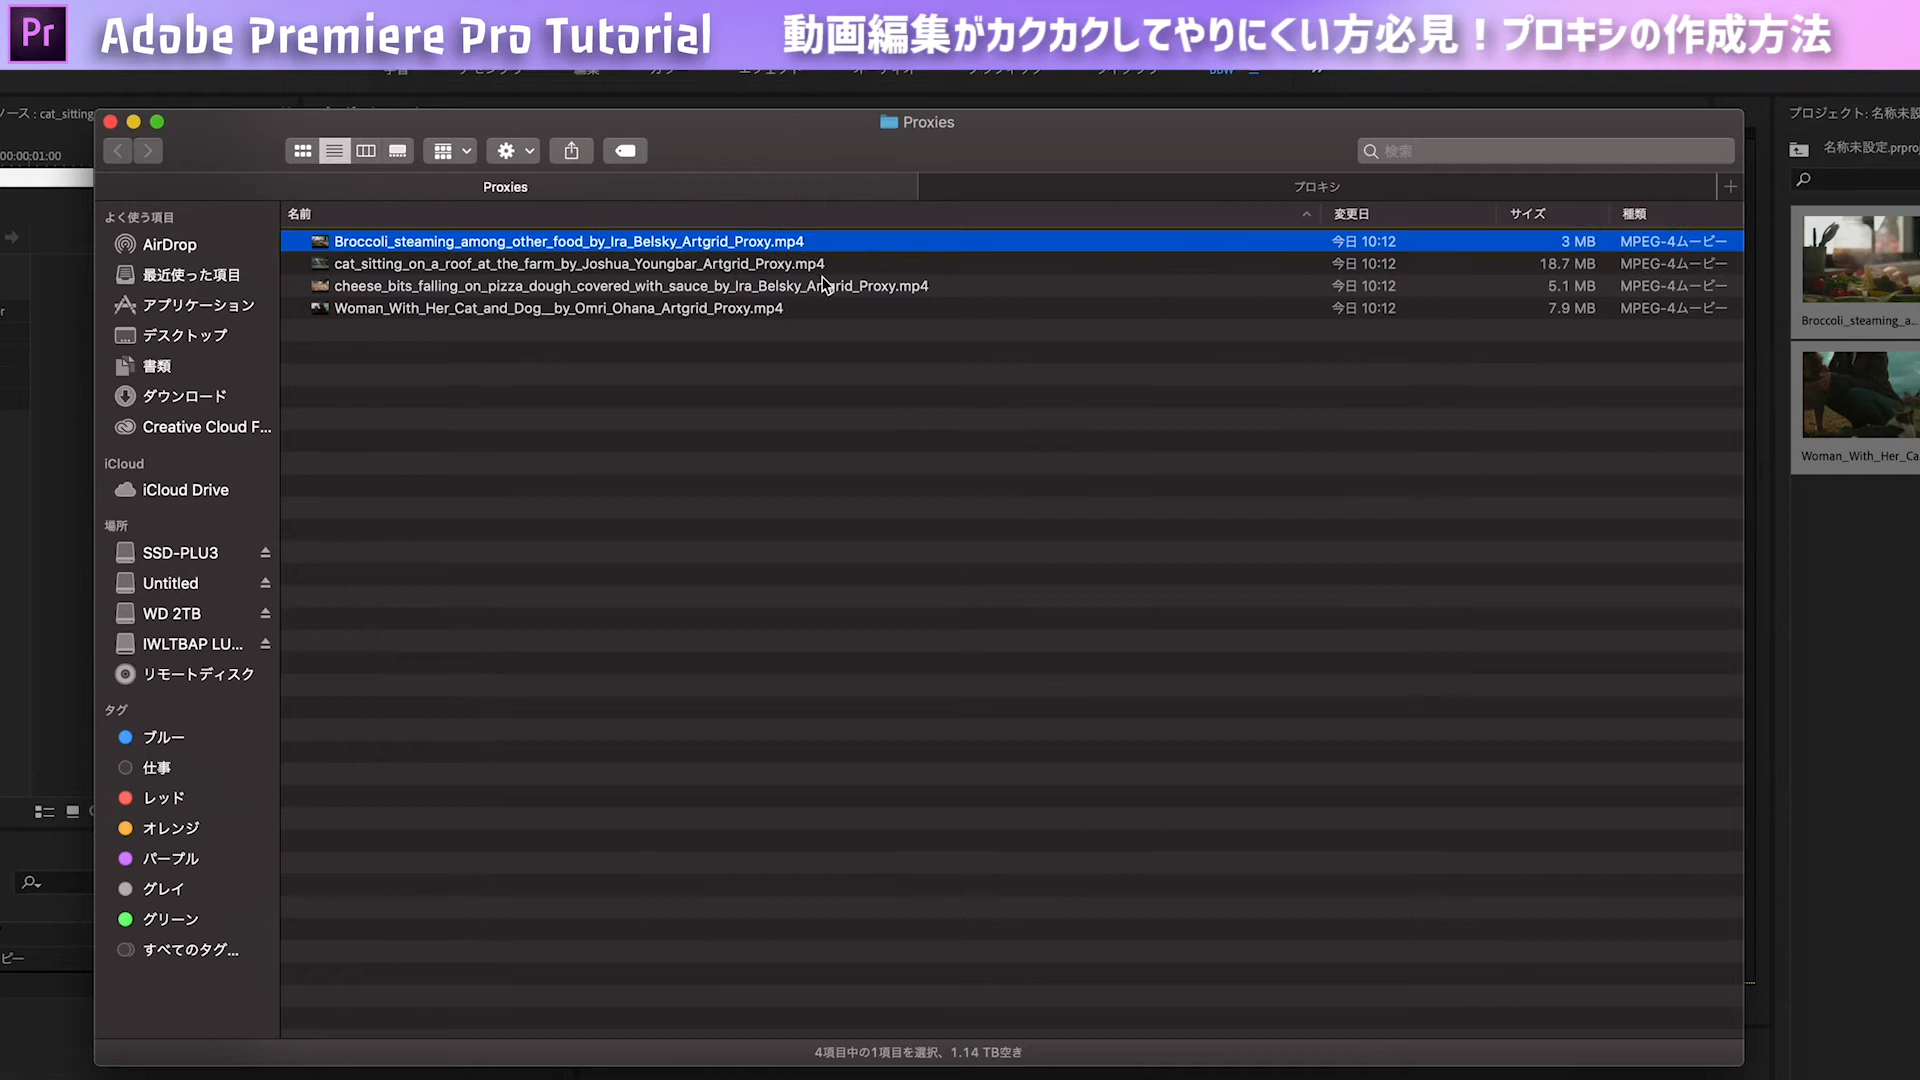 Pr Adobe Premiere Pro Tutorial 動画編集がカクカクしてやりにくい方必見！プロキシの作成方法
ソース : cat_sitting
00:00:01:00
Proxies
検索
Proxies
プロキシ
プロジェクト: 名称未設
名称未設定.prproj
よく使う項目
AirDrop
最近使った項目
アプリケーション
デスクトップ
書類
ダウンロード
Creative Cloud F...
iCloud
iCloud Drive
場所
SSD-PLU3
Untitled
WD 2TB
IWLTBAP LU...
リモートディスク
タグ
ブルー
仕事
レッド
オレンジ
パープル
グレイ
グリーン
すべてのタグ...
名前 変更日 サイズ 種類
Broccoli_steaming_among_other_food_by_Ira_Belsky_Artgrid_Proxy.mp4 今日 10:12 3 MB MPEG-4ムービー
cat_sitting_on_a_roof_at_the_farm_by_Joshua_Youngbar_Artgrid_Proxy.mp4 今日 10:12 18.7 MB MPEG-4ムービー
cheese_bits_falling_on_pizza_dough_covered_with_sauce_by_Ira_Belsky_Artgrid_Proxy.mp4 今日 10:12 5.1 MB MPEG-4ムービー
Woman_With_Her_Cat_and_Dog__by_Omri_Ohana_Artgrid_Proxy.mp4 今日 10:12 7.9 MB MPEG-4ムービー
Broccoli_steaming_a...
Woman_With_Her_Ca
ピー
4項目中の1項目を選択、1.14 TB空き